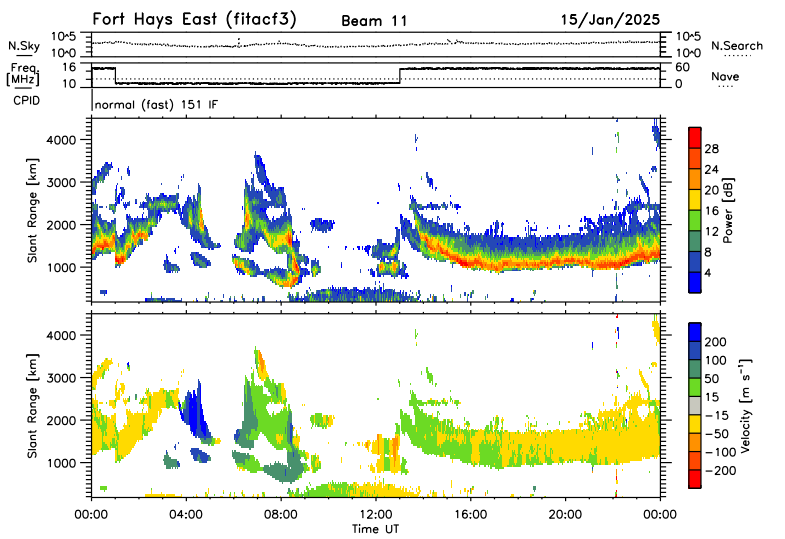 Fort Hays East (fitacf3) Beam 11 15/Jan/2025
N.Sky 10^5 10^0 10^5 10^0 N.Search
Freq. [MHz] 16 10 60 0 Nave
CPID normal (fast) 151 IF
Slant Range [km] 4000 3000 2000 1000
28 24 20 16 12 8 4 Power [dB]
Slant Range [km] 4000 3000 2000 1000
200 100 50 15 −15 −50 −100 −200 Velocity [m s⁻¹]
00:00 04:00 08:00 12:00 16:00 20:00 00:00
Time UT